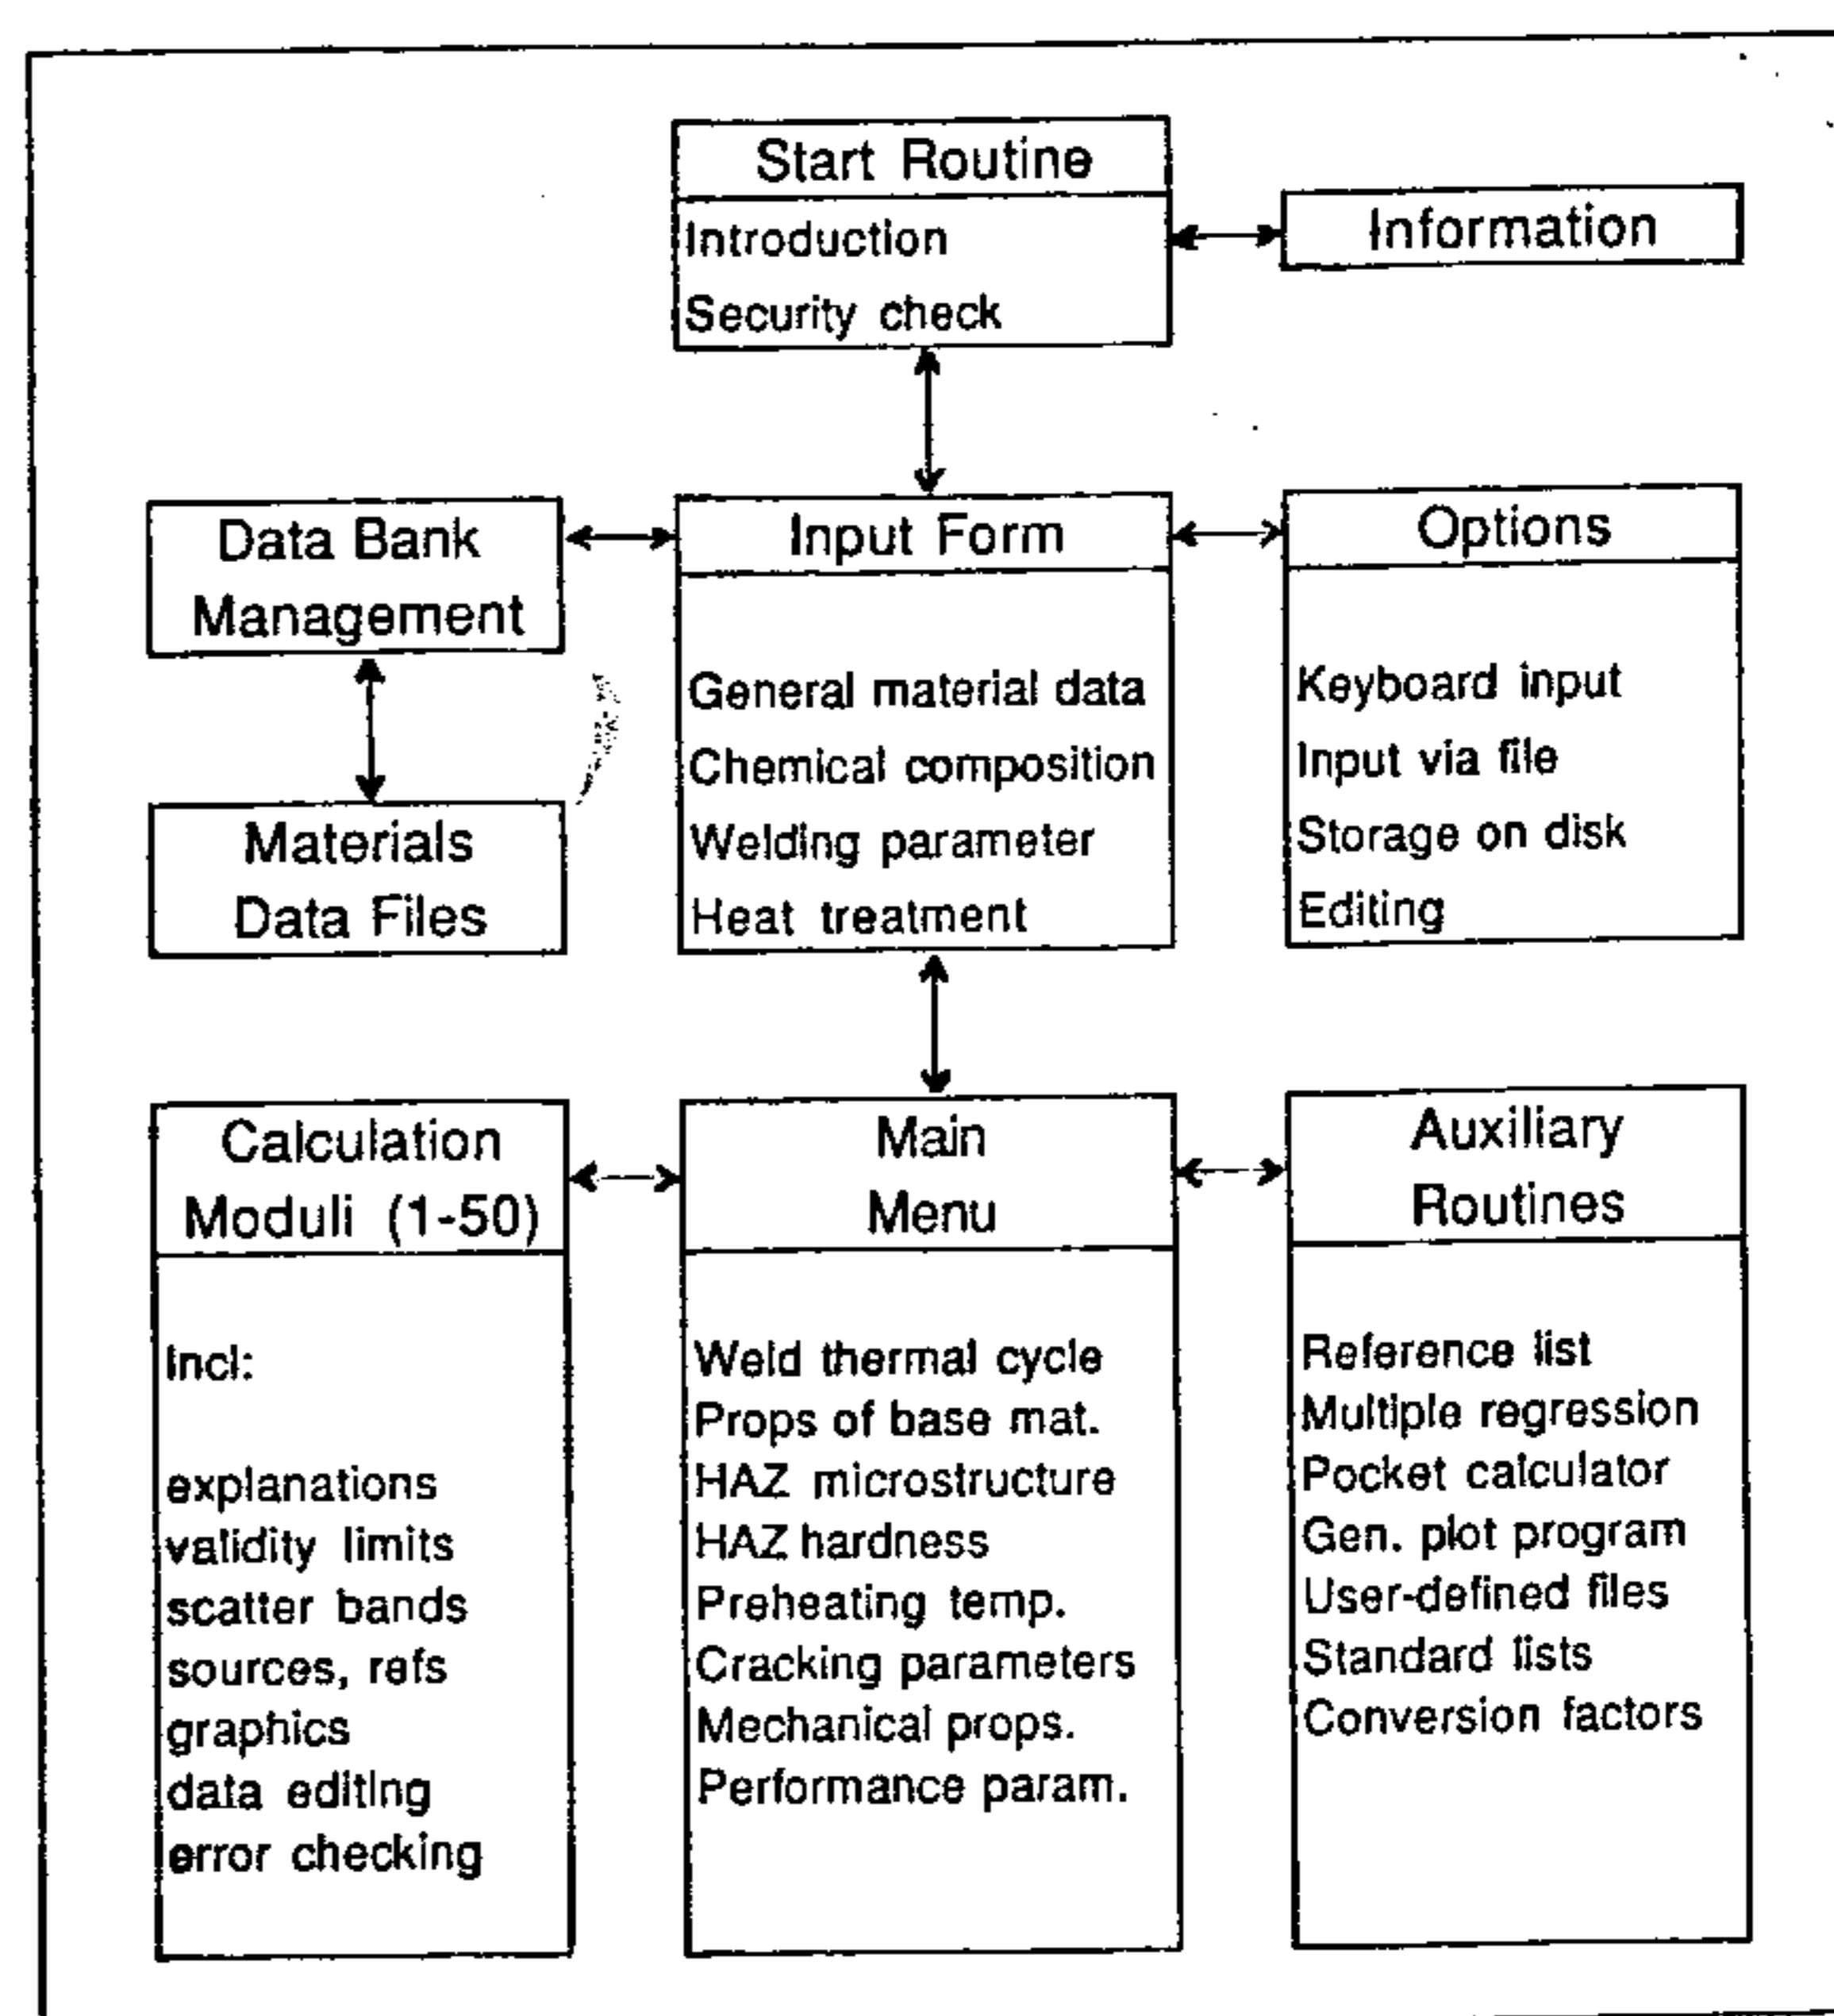 Start Routine
Introduction
Security check
Information
Data Bank
Management
Materials
Data Files
Input Form
General material data
Chemical composition
Welding parameter
Heat treatment
Options
Keyboard input
Input via file
Storage on disk
Editing
Calculation
Moduli (1-50)
Incl:
explanations
validity limits
scatter bands
sources, refs
graphics
data editing
error checking
Main
Menu
Weld thermal cycle
Props of base mat.
HAZ microstructure
HAZ hardness
Preheating temp.
Cracking parameters
Mechanical props.
Performance param.
Auxiliary
Routines
Reference list
Multiple regression
Pocket calculator
Gen. plot program
User-defined files
Standard lists
Conversion factors